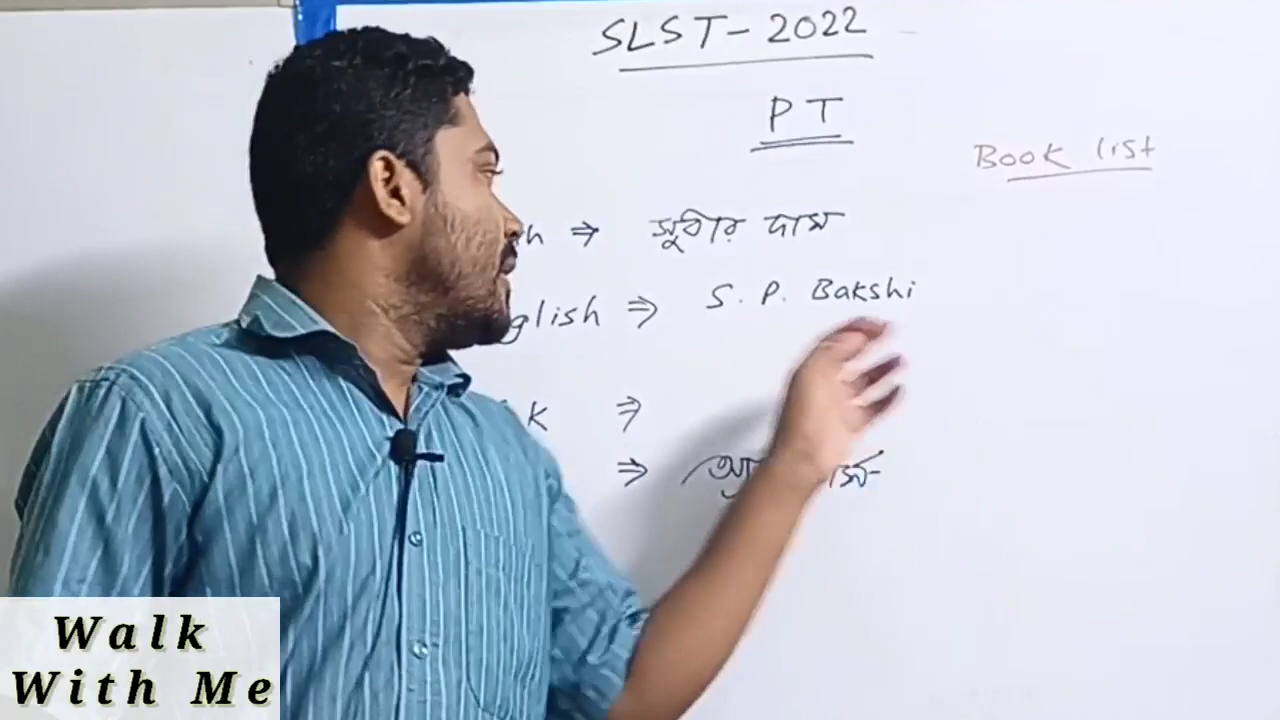 SLST-2022
PT
Book list
h ⇒ সুবীর দাস
glish ⇒ S. P. Bakshi
k ⇒
⇒
Walk
With Me